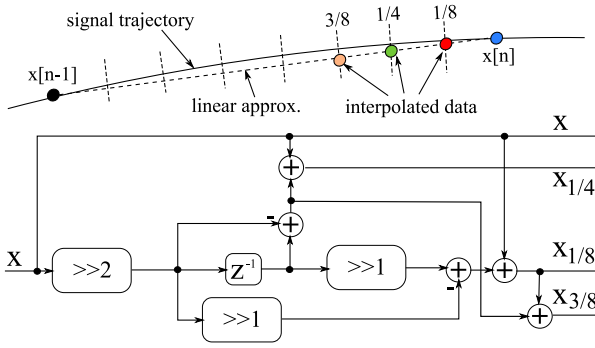 signal trajectory
3/8
1/4
1/8
x[n-1]
x[n]
linear approx.
interpolated data
x
x1/4
-
+
+
x
>>2
z-1
>>1
+
+
x1/8
-
>>1
+
x3/8